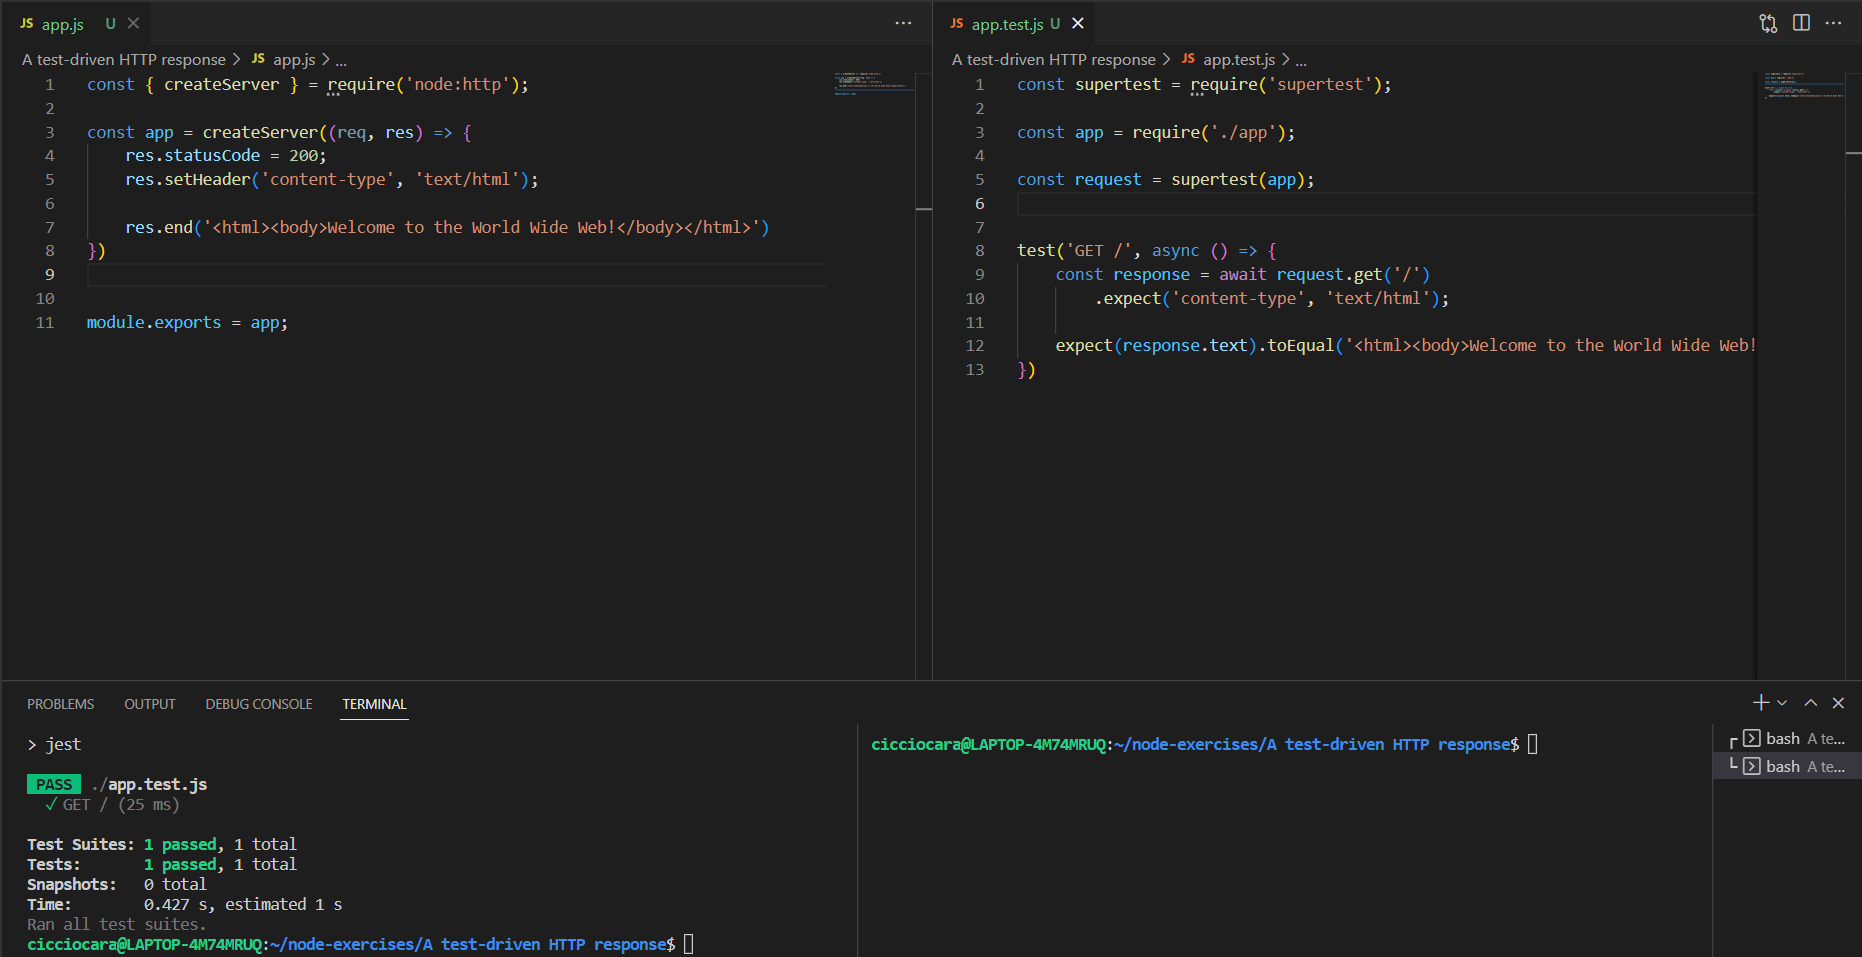 JS app.js U
A test-driven HTTP response > JS app.js > ...
1 const { createServer } = require('node:http');
2
3 const app = createServer((req, res) => {
4 res.statusCode = 200;
5 res.setHeader('content-type', 'text/html');
6
7 res.end('<html><body>Welcome to the World Wide Web!</body></html>')
8 })
9
10
11 module.exports = app;
JS app.test.js U
A test-driven HTTP response > JS app.test.js > ...
1 const supertest = require('supertest');
2
3 const app = require('./app');
4
5 const request = supertest(app);
6
7
8 test('GET /', async () => {
9 const response = await request.get('/')
10 .expect('content-type', 'text/html');
11
12 expect(response.text).toEqual('<html><body>Welcome to the World Wide Web!
13 })
PROBLEMS OUTPUT DEBUG CONSOLE TERMINAL
> jest
PASS ./app.test.js
✓ GET / (25 ms)
Test Suites: 1 passed, 1 total
Tests: 1 passed, 1 total
Snapshots: 0 total
Time: 0.427 s, estimated 1 s
Ran all test suites.
cicciocara@LAPTOP-4M74MRUQ:~/node-exercises/A test-driven HTTP response$
cicciocara@LAPTOP-4M74MRUQ:~/node-exercises/A test-driven HTTP response$
bash A te...
bash A te...